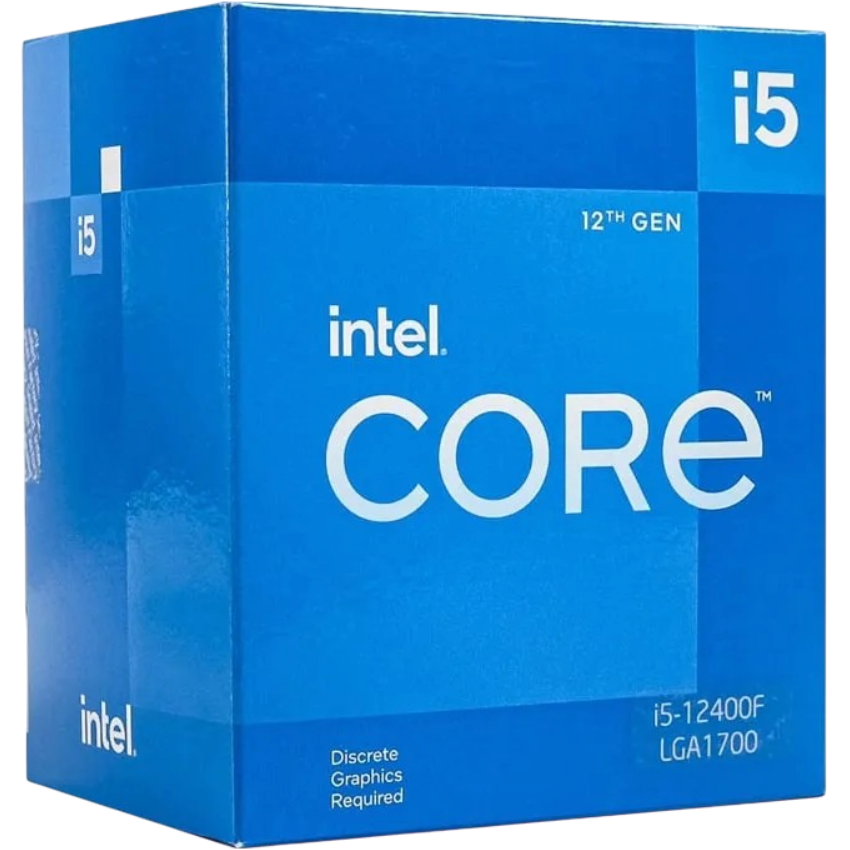 i5
intel.
i5
12TH GEN
intel.
CORe™
i5-12400F
LGA1700
Discrete
Graphics
Required